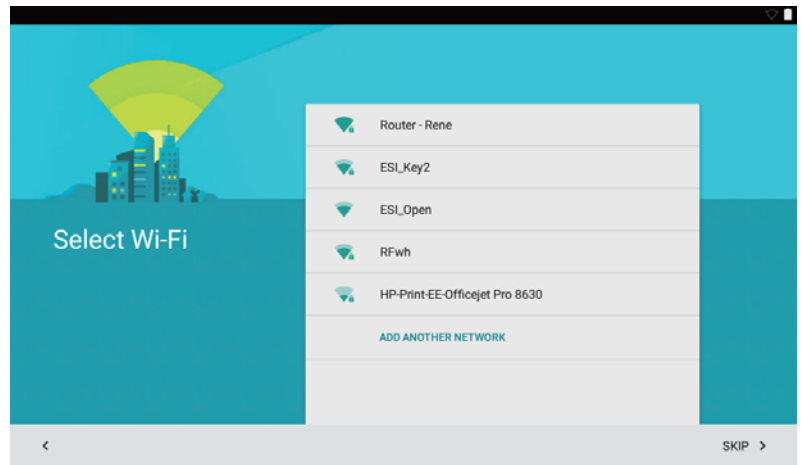 Select Wi-Fi
Router - Rene
ESI_Key2
ESI_Open
RFwh
HP-Print-EE-Officejet Pro 8630
ADD ANOTHER NETWORK
SKIP